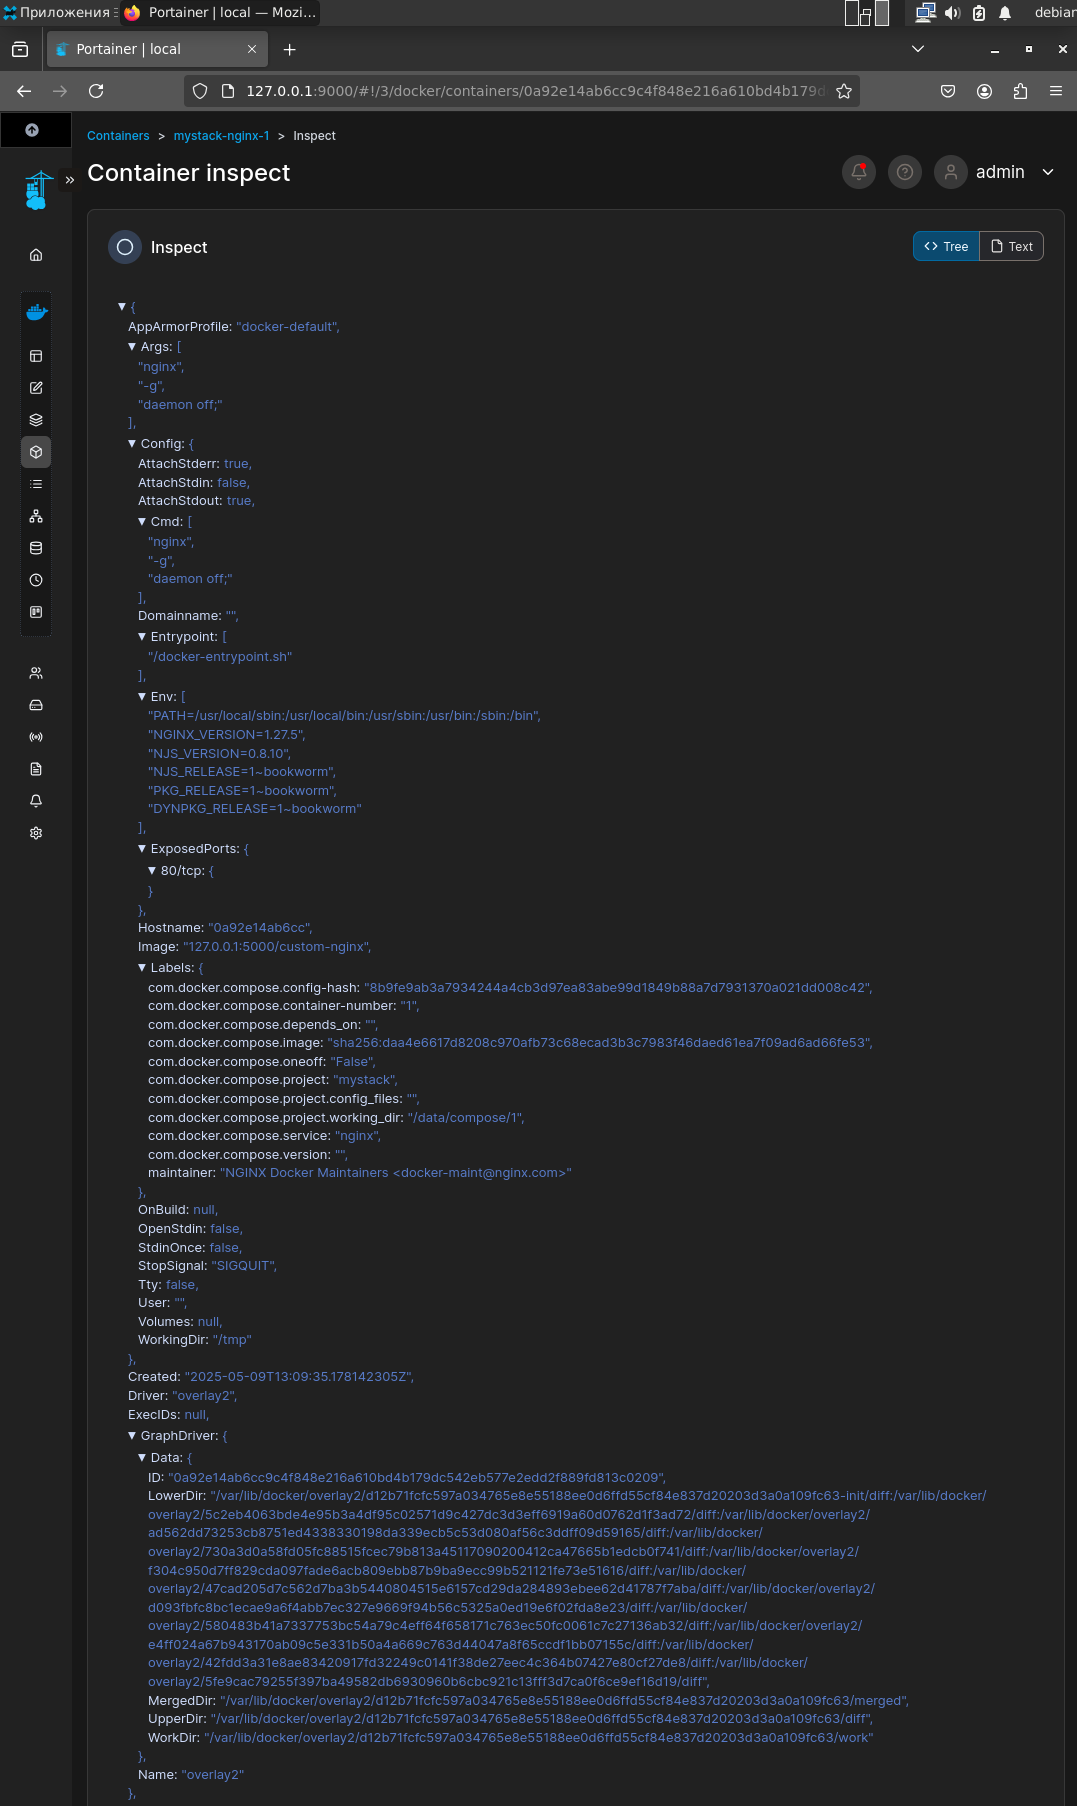 Приложения
Portainer | local — Mozi...
debian
Portainer | local
127.0.0.1:9000/#!/3/docker/containers/0a92e14ab6cc9c4f848e216a610bd4b179d
Containers > mystack-nginx-1 > Inspect
Container inspect
admin
Inspect
Tree
Text
{
AppArmorProfile: "docker-default",
Args: [
"nginx",
"-g",
"daemon off;"
],
Config: {
AttachStderr: true,
AttachStdin: false,
AttachStdout: true,
Cmd: [
"nginx",
"-g",
"daemon off;"
],
Domainname: "",
Entrypoint: [
"/docker-entrypoint.sh"
],
Env: [
"PATH=/usr/local/sbin:/usr/local/bin:/usr/sbin:/usr/bin:/sbin:/bin",
"NGINX_VERSION=1.27.5",
"NJS_VERSION=0.8.10",
"NJS_RELEASE=1~bookworm",
"PKG_RELEASE=1~bookworm",
"DYNPKG_RELEASE=1~bookworm"
],
ExposedPorts: {
80/tcp: {
}
},
Hostname: "0a92e14ab6cc",
Image: "127.0.0.1:5000/custom-nginx",
Labels: {
com.docker.compose.config-hash: "8b9fe9ab3a7934244a4cb3d97ea83abe99d1849b88a7d7931370a021dd008c42",
com.docker.compose.container-number: "1",
com.docker.compose.depends_on: "",
com.docker.compose.image: "sha256:daa4e6617d8208c970afb73c68ecad3b3c7983f46daed61ea7f09ad6ad66fe53",
com.docker.compose.oneoff: "False",
com.docker.compose.project: "mystack",
com.docker.compose.project.config_files: "",
com.docker.compose.project.working_dir: "/data/compose/1",
com.docker.compose.service: "nginx",
com.docker.compose.version: "",
maintainer: "NGINX Docker Maintainers <docker-maint@nginx.com>"
},
OnBuild: null,
OpenStdin: false,
StdinOnce: false,
StopSignal: "SIGQUIT",
Tty: false,
User: "",
Volumes: null,
WorkingDir: "/tmp"
},
Created: "2025-05-09T13:09:35.178142305Z",
Driver: "overlay2",
ExecIDs: null,
GraphDriver: {
Data: {
ID: "0a92e14ab6cc9c4f848e216a610bd4b179dc542eb577e2edd2f889fd813c0209",
LowerDir: "/var/lib/docker/overlay2/d12b71fcfc597a034765e8e55188ee0d6ffd55cf84e837d20203d3a0a109fc63-init/diff:/var/lib/docker/
overlay2/5c2eb4063bde4e95b3a4df95c02571d9c427dc3d3eff6919a60d0762d1f3ad72/diff:/var/lib/docker/overlay2/
ad562dd73253cb8751ed4338330198da339ecb5c53d080af56c3ddff09d59165/diff:/var/lib/docker/
overlay2/730a3d0a58fd05fc88515fcec79b813a45117090200412ca47665b1edcb0f741/diff:/var/lib/docker/overlay2/
f304c950d7ff829cda097fade6acb809ebb87b9ba9ecc99b521121fe73e51616/diff:/var/lib/docker/
overlay2/47cad205d7c562d7ba3b5440804515e6157cd29da284893ebee62d41787f7aba/diff:/var/lib/docker/overlay2/
d093fbfc8bc1ecae9a6f4abb7ec327e9669f94b56c5325a0ed19e6f02fda8e23/diff:/var/lib/docker/
overlay2/580483b41a7337753bc54a79c4eff64f658171c763ec50fc0061c7c27136ab32/diff:/var/lib/docker/overlay2/
e4ff024a67b943170ab09c5e331b50a4a669c763d44047a8f65ccdf1bb07155c/diff:/var/lib/docker/
overlay2/42fdd3a31e8ae83420917fd32249c0141f38de27eec4c364b07427e80cf27de8/diff:/var/lib/docker/
overlay2/5fe9cac79255f397ba49582db6930960b6cbc921c13fff3d7ca0f6ce9ef16d19/diff",
MergedDir: "/var/lib/docker/overlay2/d12b71fcfc597a034765e8e55188ee0d6ffd55cf84e837d20203d3a0a109fc63/merged",
UpperDir: "/var/lib/docker/overlay2/d12b71fcfc597a034765e8e55188ee0d6ffd55cf84e837d20203d3a0a109fc63/diff",
WorkDir: "/var/lib/docker/overlay2/d12b71fcfc597a034765e8e55188ee0d6ffd55cf84e837d20203d3a0a109fc63/work"
},
Name: "overlay2"
},